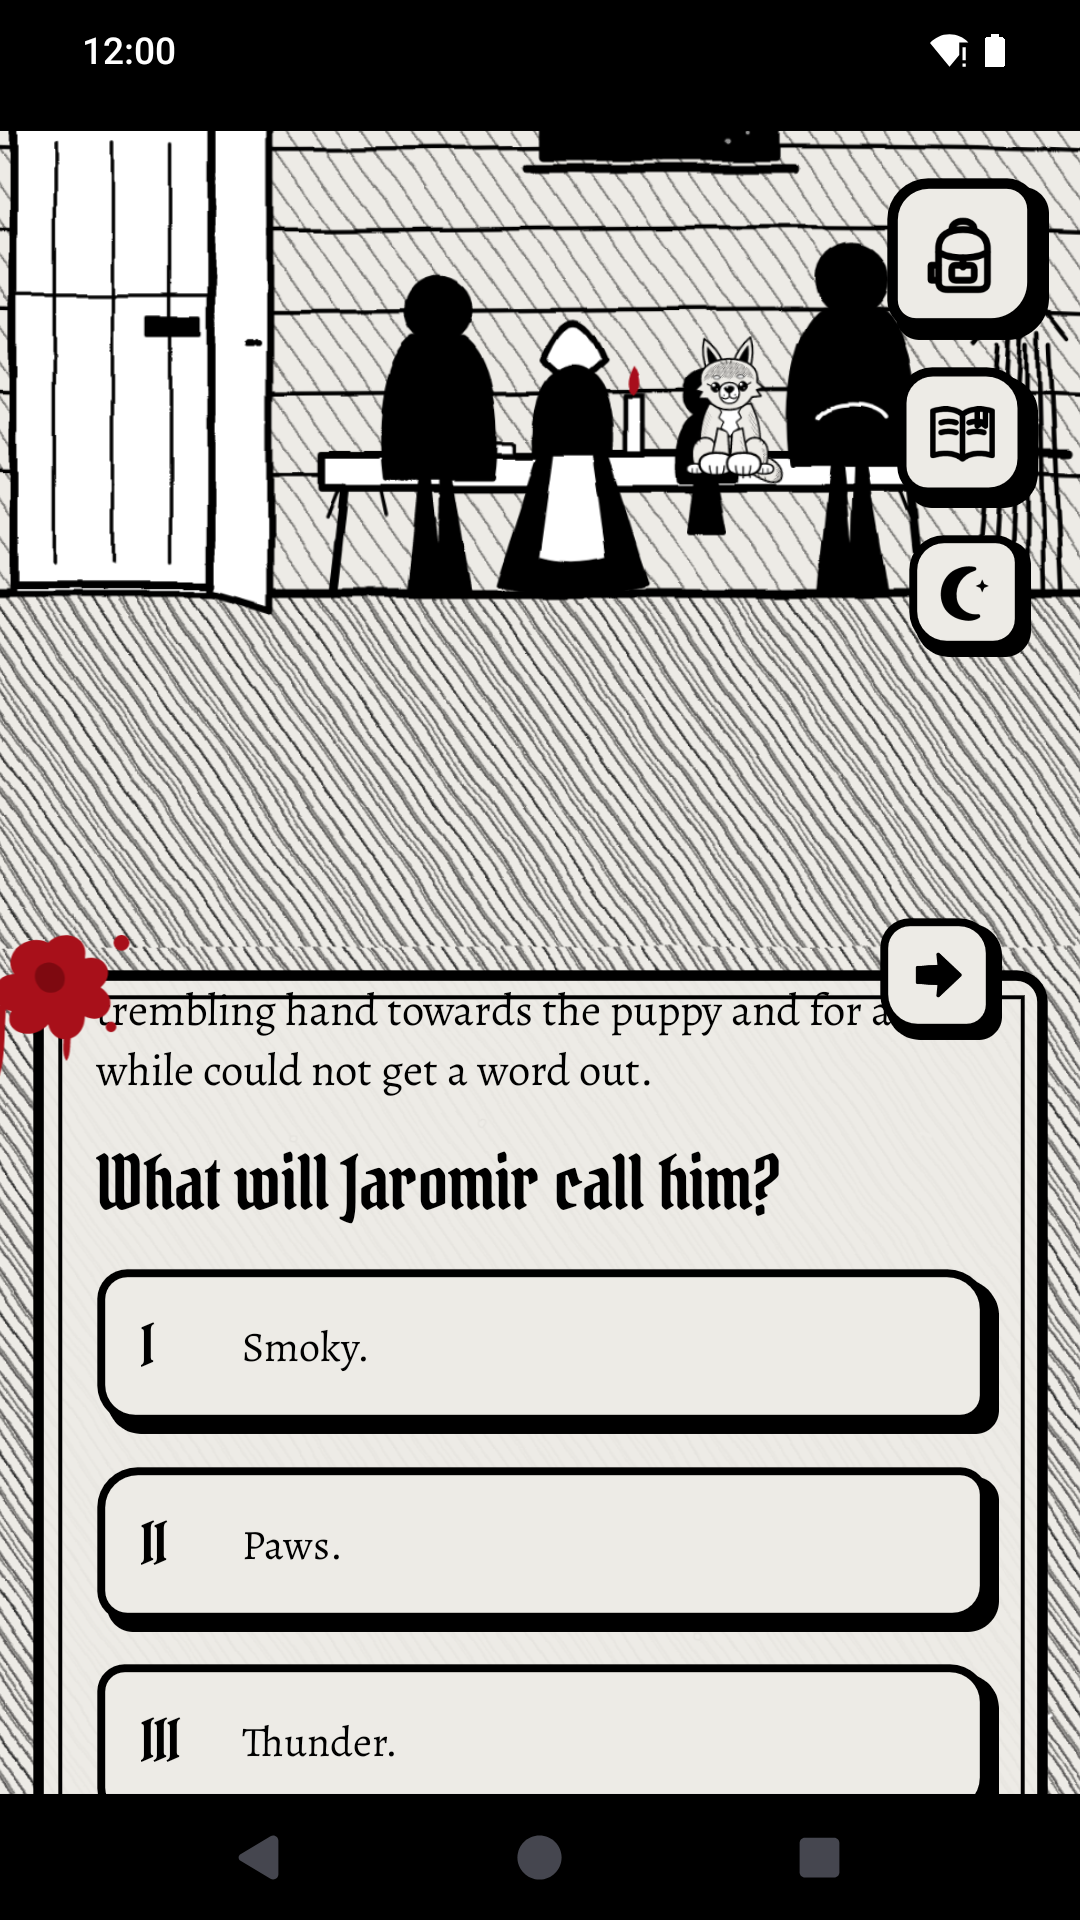 12:00
trembling hand towards the puppy and for a
while could not get a word out.
What will Jaromir call him?
I Smoky.
II Paws.
III Thunder.